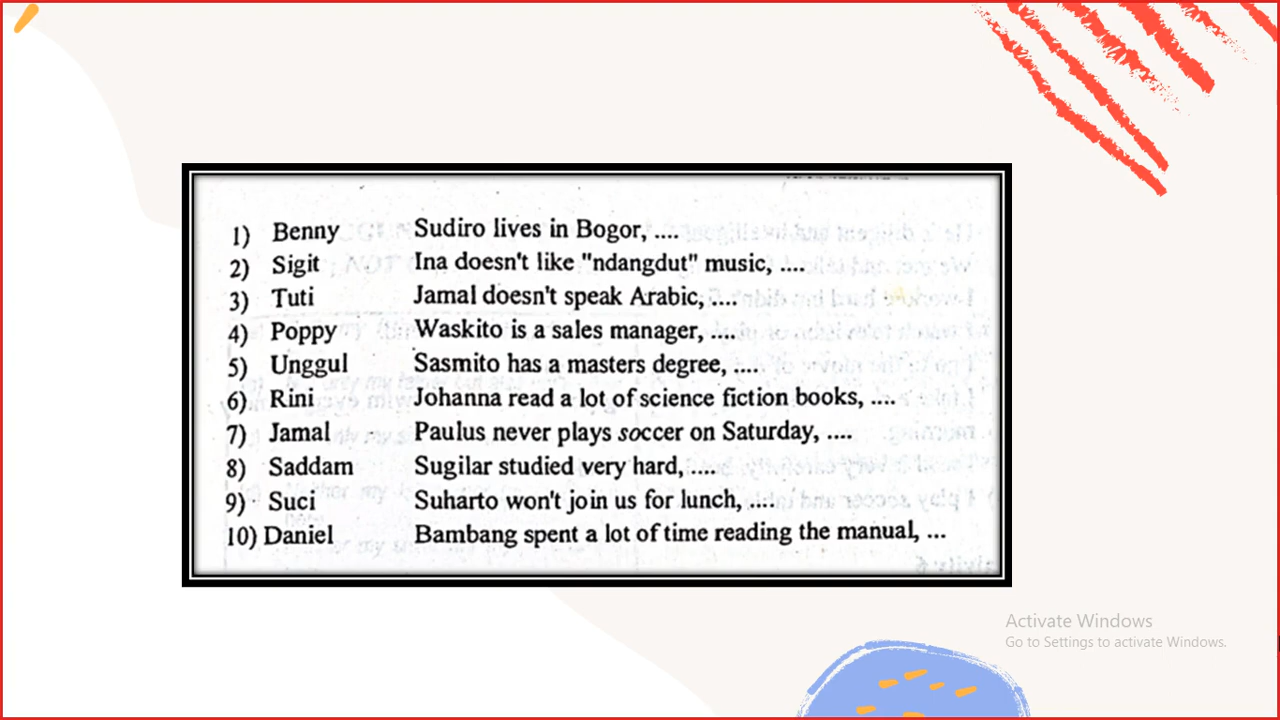 1) Benny Sudiro lives in Bogor, ....
2) Sigit Ina doesn't like "ndangdut" music, ....
3) Tuti Jamal doesn't speak Arabic, ....
4) Poppy Waskito is a sales manager, ....
5) Unggul Sasmito has a masters degree, ....
6) Rini Johanna read a lot of science fiction books, ....
7) Jamal Paulus never plays soccer on Saturday, ....
8) Saddam Sugilar studied very hard, ....
9) Suci Suharto won't join us for lunch, ....
10) Daniel Bambang spent a lot of time reading the manual, ...
Activate Windows
Go to Settings to activate Windows.